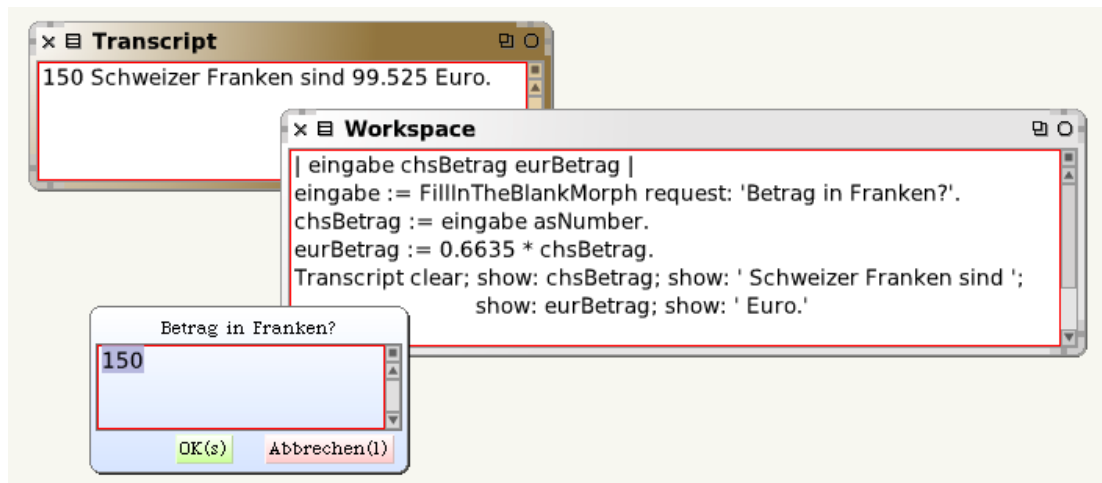 Transcript
150 Schweizer Franken sind 99.525 Euro.
Workspace
| eingabe chsBetrag eurBetrag |
eingabe := FillInTheBlankMorph request: 'Betrag in Franken?'.
chsBetrag := eingabe asNumber.
eurBetrag := 0.6635 * chsBetrag.
Transcript clear; show: chsBetrag; show: ' Schweizer Franken sind ';
show: eurBetrag; show: ' Euro.'
Betrag in Franken?
150
OK(s) Abbrechen(l)